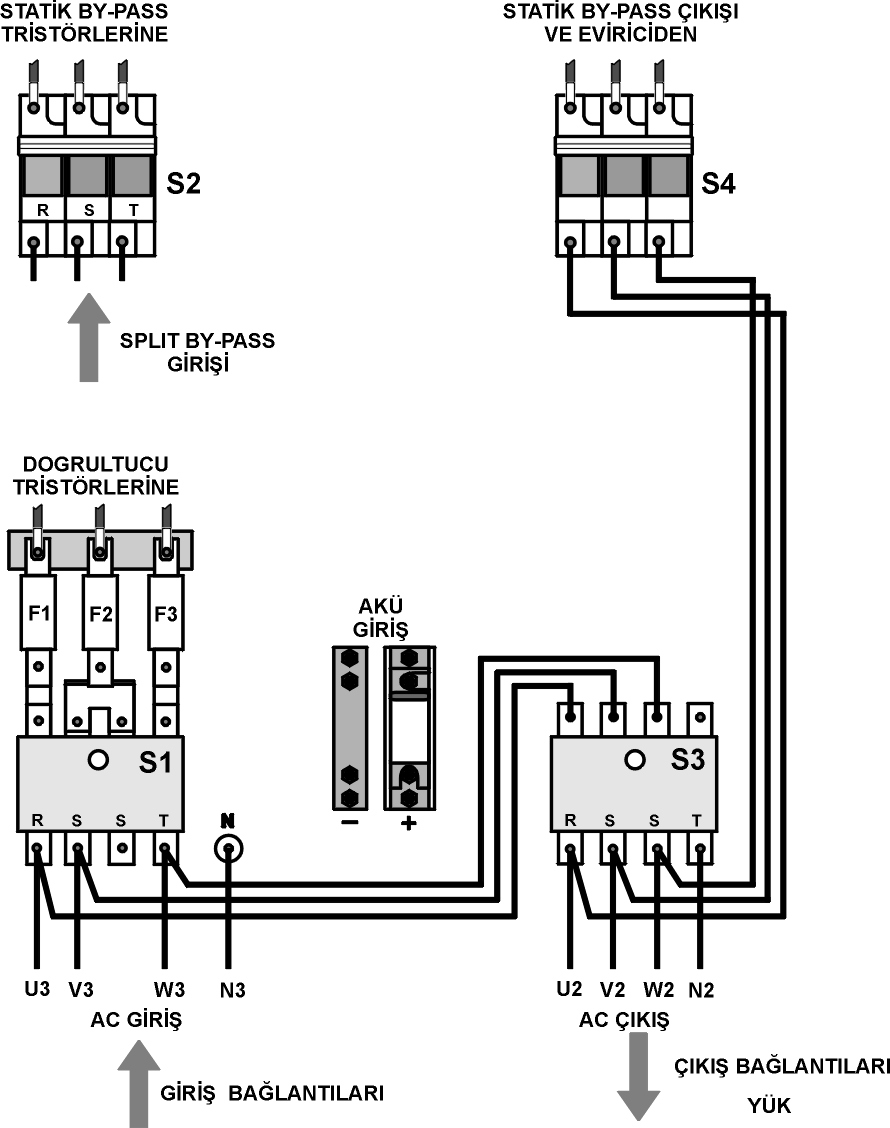 STATİK BY-PASS
TRİSTÖRLERİNE
STATİK BY-PASS ÇIKIŞI
VE EVİRİCİDEN
S2
R S T
S4
SPLIT BY-PASS
GİRİŞİ
DOGRULTUCU
TRİSTÖRLERİNE
F1 F2 F3
AKÜ
GİRİŞ
S1
S3
R S S T
N
- +
R S S T
U3 V3 W3 N3
U2 V2 W2 N2
AC GİRİŞ
AC ÇIKIŞ
GİRİŞ BAĞLANTILARI
ÇIKIŞ BAĞLANTILARI
YÜK